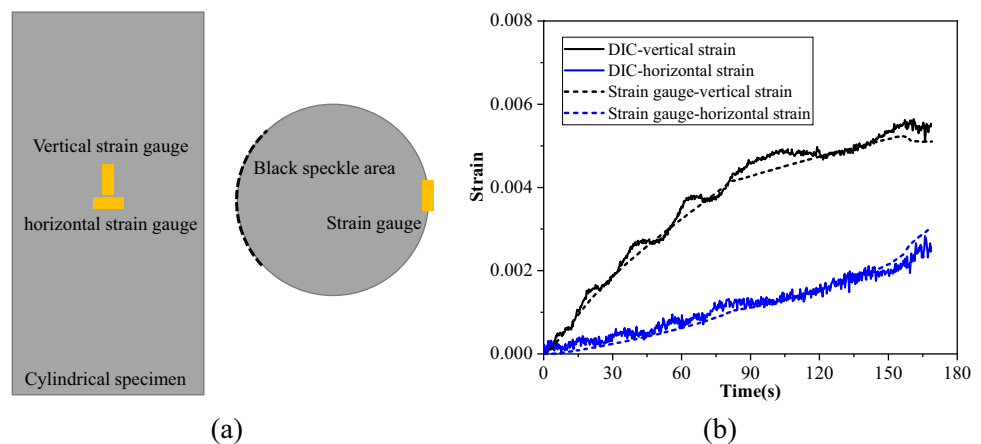 Vertical strain gauge
horizontal strain gauge
Cylindrical specimen
Black speckle area
Strain gauge
(a)
0.008
0.006
0.004
0.002
0.000
Strain
DIC-vertical strain
DIC-horizontal strain
Strain gauge-vertical strain
Strain gauge-horizontal strain
0 30 60 90 120 150 180
Time(s)
(b)